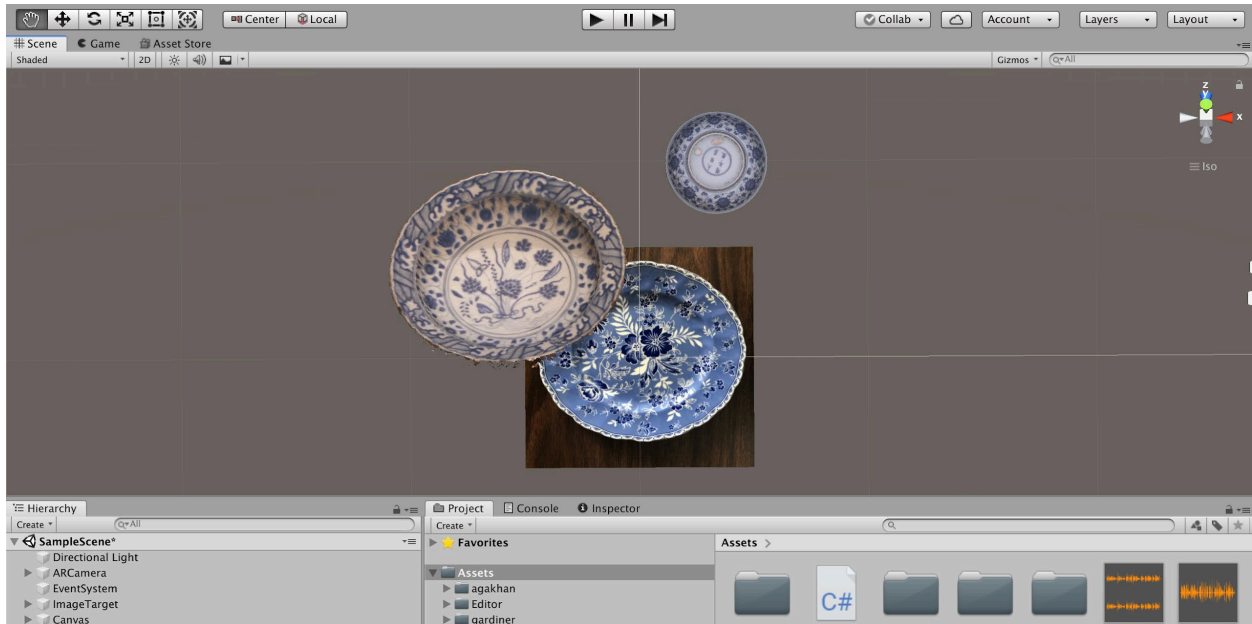 Center Local Collab Account Layers Layout
Scene Game Asset Store
Shaded 2D Gizmos All
z
y
x
Iso
Hierarchy Project Console Inspector
Create All Create
SampleScene* Favorites Assets
Directional Light
ARCamera Assets
EventSystem agakhan
ImageTarget Editor C#
Canvas gardiner